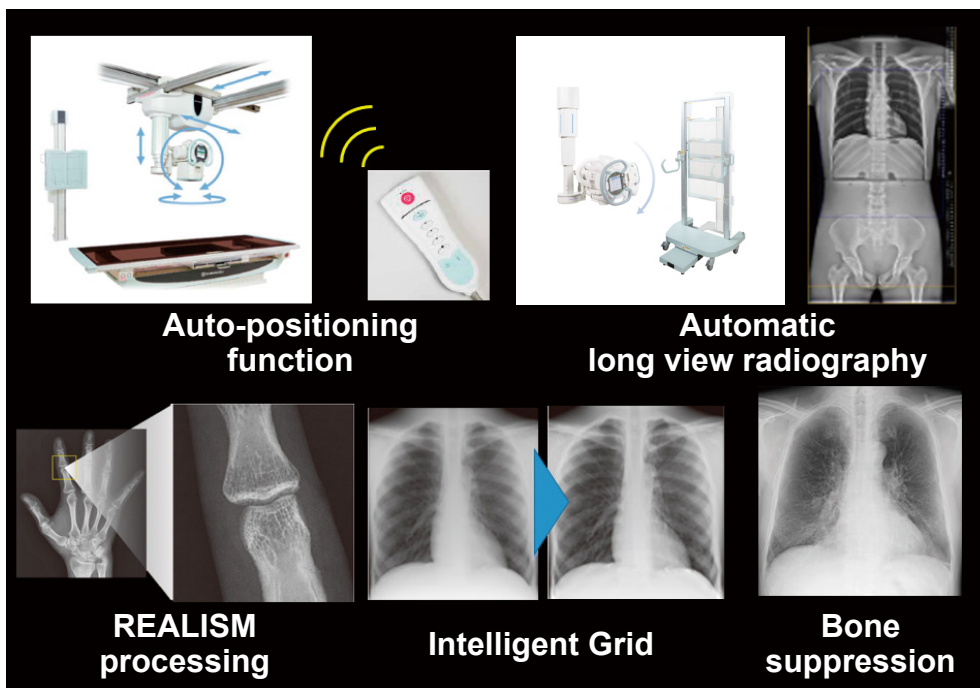 Auto-positioning
function
Automatic
long view radiography
REALISM
processing
Intelligent Grid
Bone
suppression